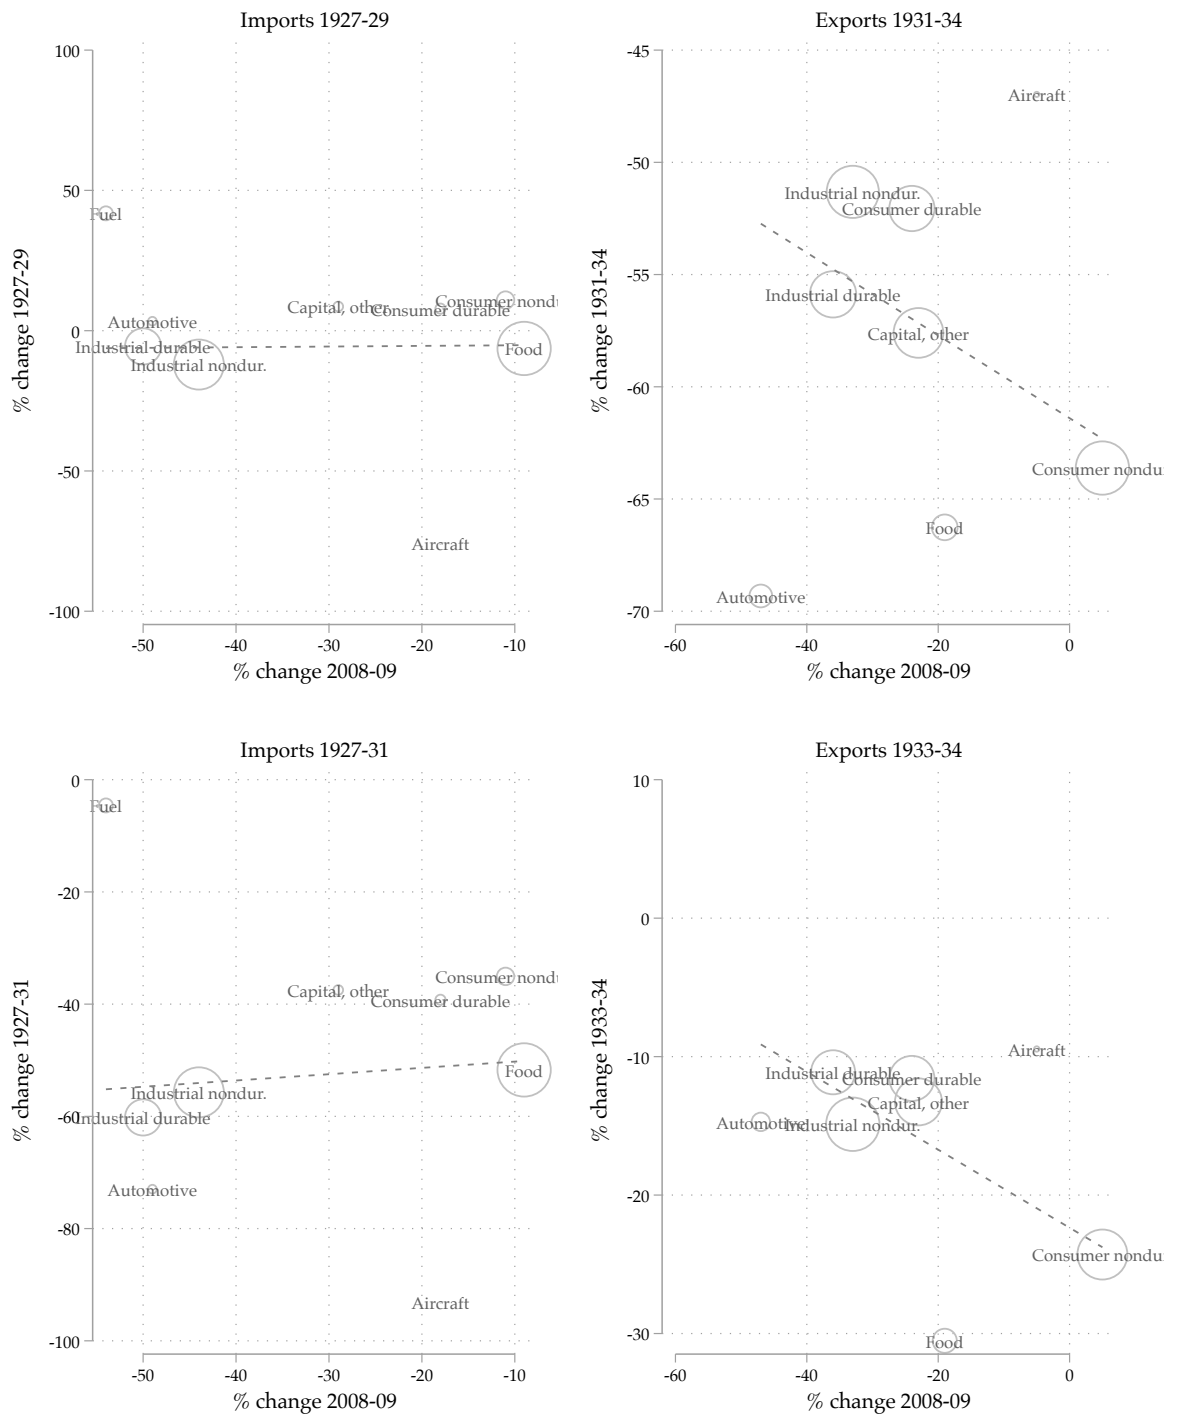 Imports 1927-29
% change 1927-29
100
50
0
-50
-100
Fuel
Automotive
Industrial durable
Industrial nondur.
Capital, other
Consumer durable
Consumer nond
Food
Aircraft
-50 -40 -30 -20 -10
% change 2008-09
Exports 1931-34
% change 1931-34
-45
-50
-55
-60
-65
-70
Aircraft
Industrial nondur.
Consumer durable
Industrial durable
Capital, other
Consumer nondu
Food
Automotive
-60 -40 -20 0
% change 2008-09
Imports 1927-31
% change 1927-31
0
-20
-40
-60
-80
-100
Fuel
Consumer nond
Capital, other
Consumer durable
Food
Industrial nondur.
Industrial durable
Automotive
Aircraft
-50 -40 -30 -20 -10
% change 2008-09
Exports 1933-34
% change 1933-34
10
0
-10
-20
-30
Aircraft
Industrial durable
Consumer durable
Capital, other
Automotive
Industrial nondur.
Consumer nondu
Food
-60 -40 -20 0
% change 2008-09